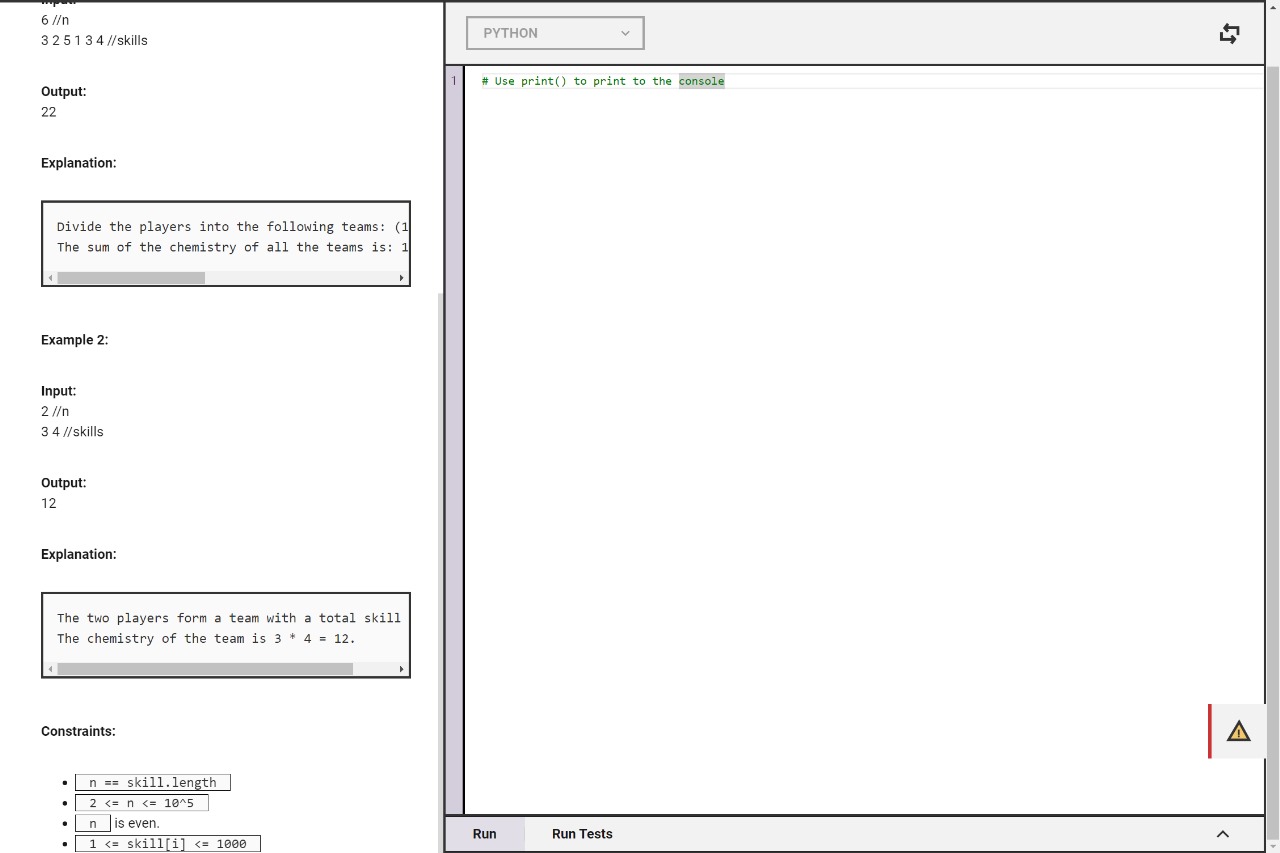 Input:
6 //n
3 2 5 1 3 4 //skills
Output:
22
Explanation:
Divide the players into the following teams: (1
The sum of the chemistry of all the teams is: 1
Example 2:
Input:
2 //n
3 4 //skills
Output:
12
Explanation:
The two players form a team with a total skill
The chemistry of the team is 3 * 4 = 12.
Constraints:
n == skill.length
2 <= n <= 10^5
n is even.
1 <= skill[i] <= 1000
PYTHON
1 # Use print() to print to the console
Run Run Tests